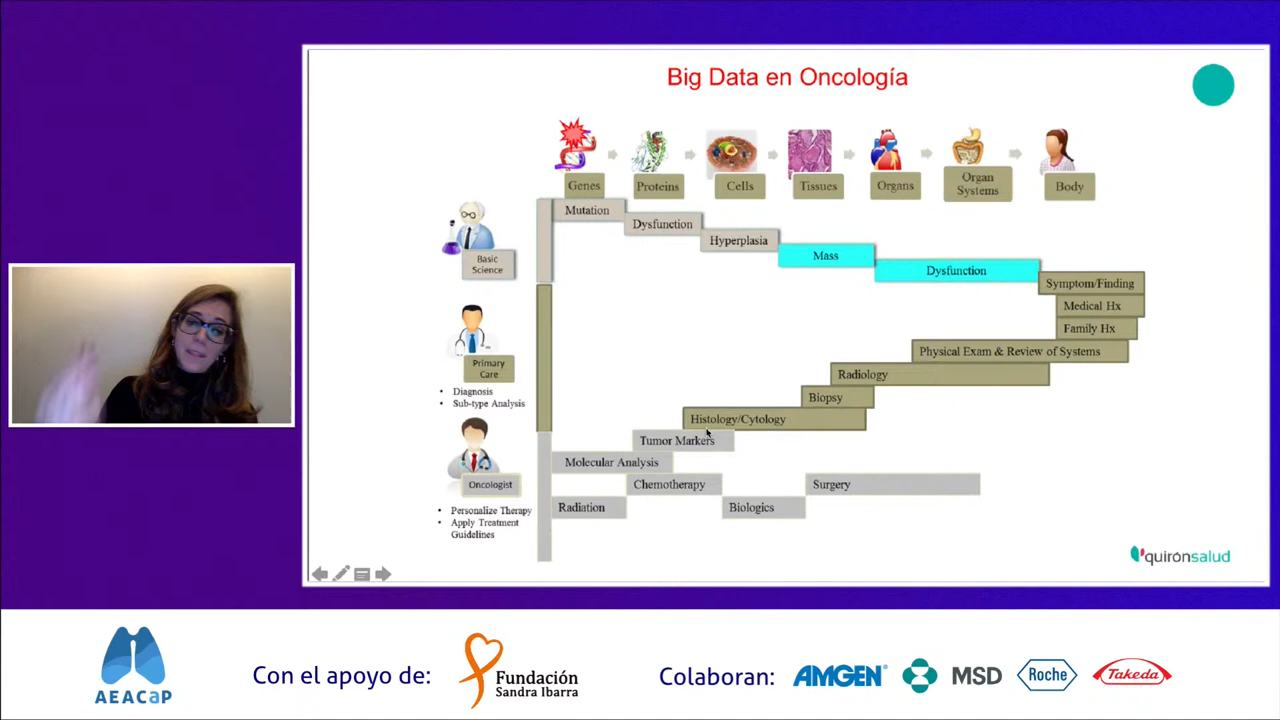 Big Data en Oncología
Genes
Proteins
Cells
Tissues
Organs
Organ
Systems
Body
Mutation
Dysfunction
Hyperplasia
Mass
Dysfunction
Basic
Science
Symptom/Finding
Medical Hx
Family Hx
Physical Exam & Review of Systems
Primary
Care
Radiology
• Diagnosis
• Sub-type Analysis
Biopsy
Histology/Cytology
Tumor Markers
Molecular Analysis
Oncologist
Chemotherapy
Surgery
• Personalize Therapy
• Apply Treatment
Guidelines
Radiation
Biologics
quirónsalud
AEACaP
Con el apoyo de:
Fundación
Sandra Ibarra
Colaboran:
AMGEN®
MSD
Roche
Takeda